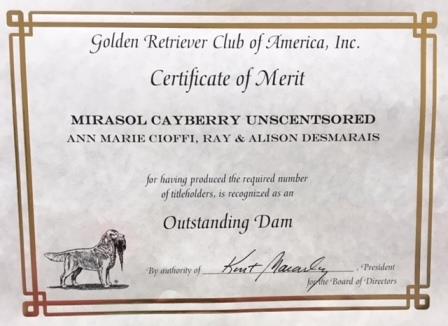 Golden Retriever Club of America, Inc.
Certificate of Merit
MIRASOL CAYBERRY UNSCENTSORED
ANN MARIE CIOFFI, RAY & ALISON DESMARAIS
for having produced the required number
of titleholders, is recognized as an
Outstanding Dam
By authority of Kent , President
for the Board of Directors